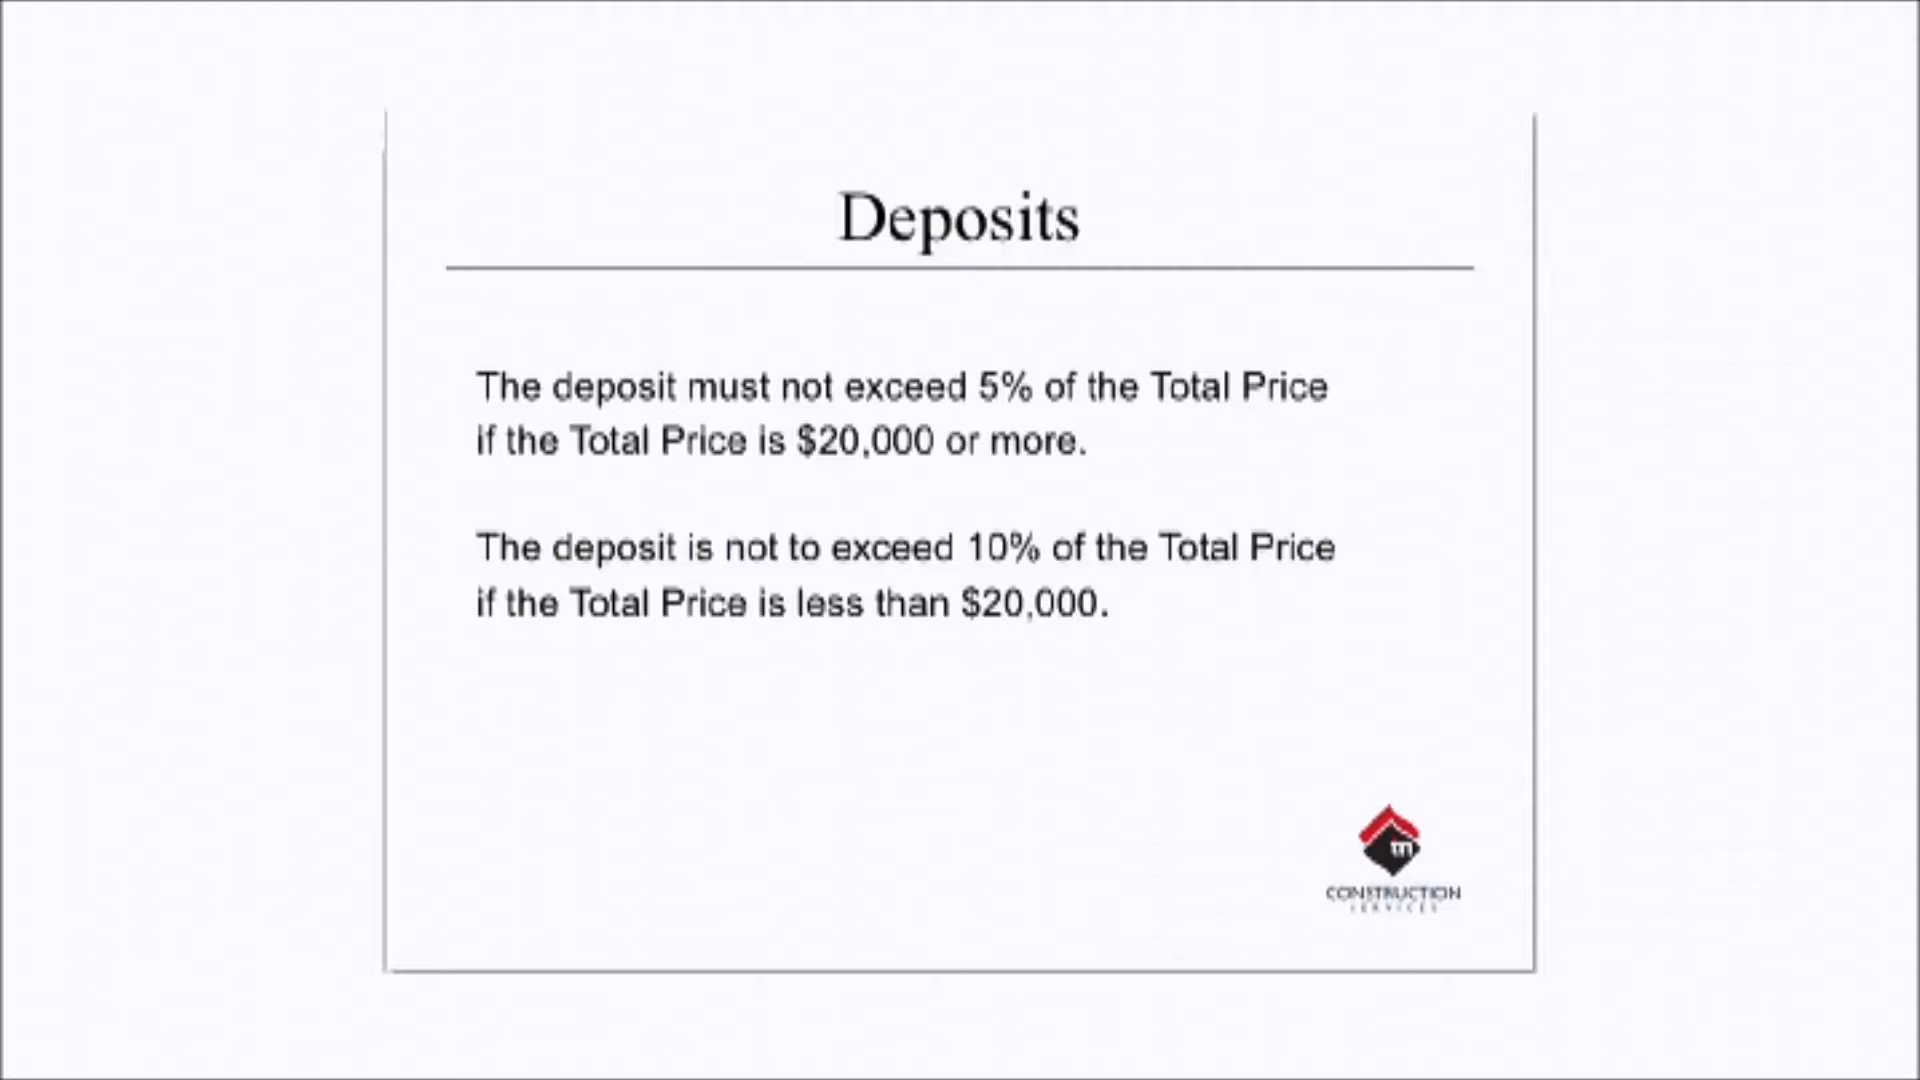 Deposits
The deposit must not exceed 5% of the Total Price
if the Total Price is $20,000 or more.
The deposit is not to exceed 10% of the Total Price
if the Total Price is less than $20,000.
CONSTRUCTION
SERVICES